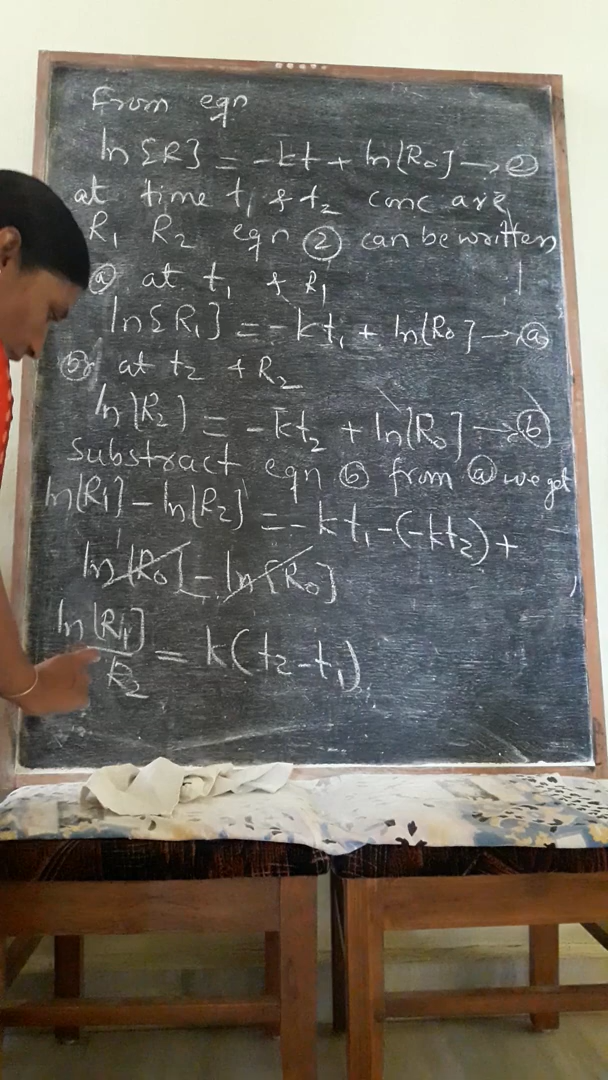 From eqn
ln[R] = -kt + ln[R₀] → ②
at time t₁ & t₂ conc are
R₁ R₂ eqn ② can be written
ⓐ at t₁ & R₁
ln[R₁] = -kt₁ + ln[R₀] → ⓐ
ⓑ at t₂ & R₂
ln[R₂] = -kt₂ + ln[R₀] → ⓑ
Substract eqn ⓑ from ⓐ we get
ln[R₁] - ln[R₂] = -kt₁ - (-kt₂) +
ln[R₀] - ln[R₀]
ln[R₁]/R₂ = k(t₂ - t₁)